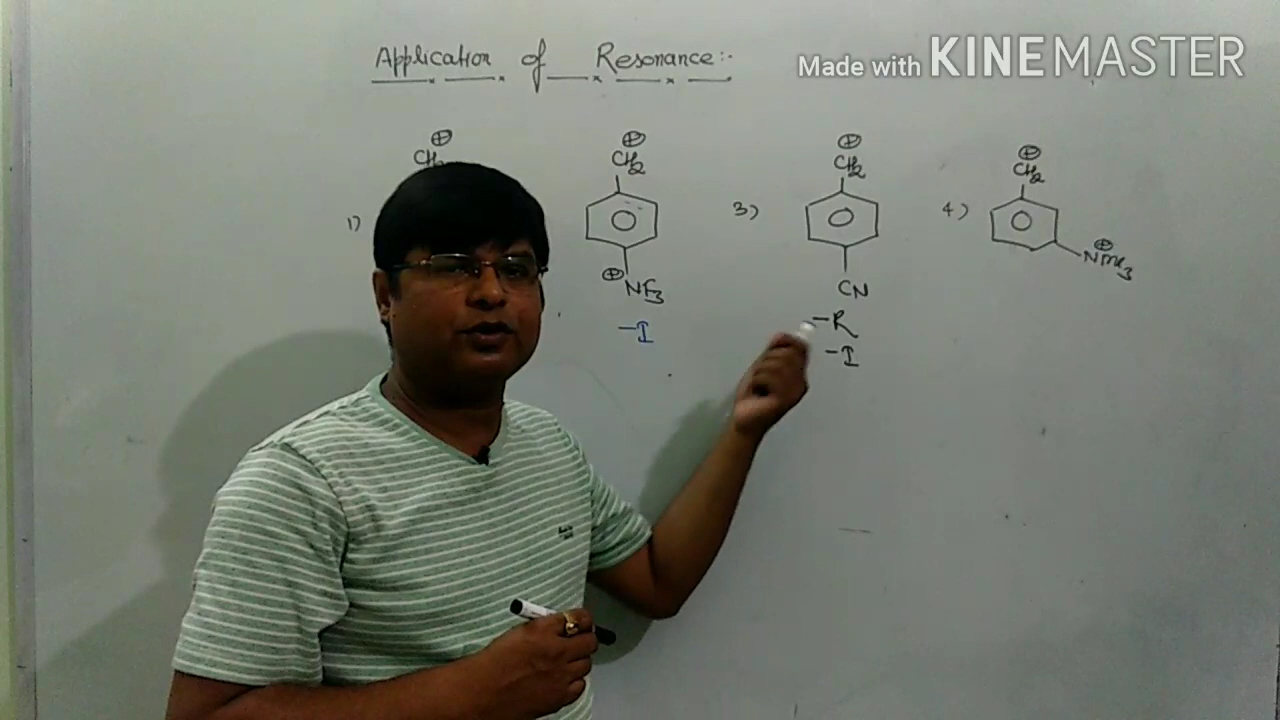 Application of Resonance:-
Made with KINEMASTER
⊕
CH₂
⊕
CH₂
⊕
CH₂
⊕
CH₂
1)
3)
4)
⊕
NF₃
CN
⊕
NMe₃
-I
-R
-I